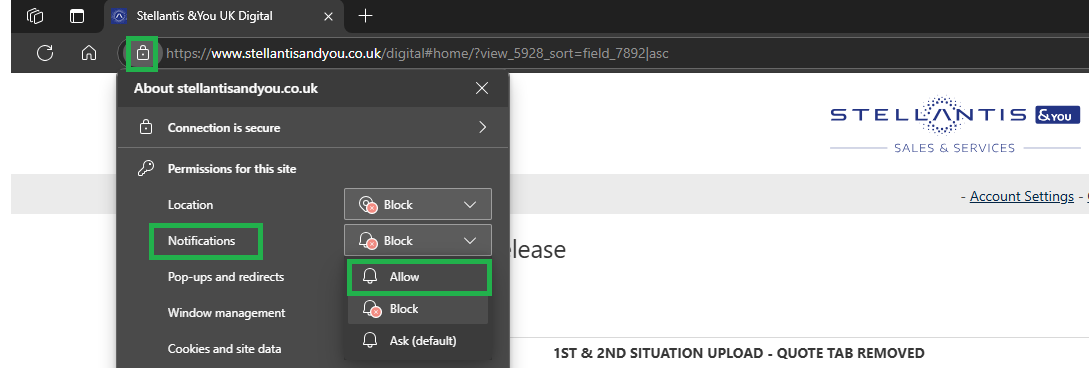 Stellantis &You UK Digital
https://www.stellantisandyou.co.uk/digital#home/?view_5928_sort=field_7892|asc
About stellantisandyou.co.uk
Connection is secure
Permissions for this site
Location Block
Notifications Block
Allow
Pop-ups and redirects
Block
Window management
Ask (default)
Cookies and site data
STELLANTIS &YOU
SALES & SERVICES
- Account Settings -
elease
1ST & 2ND SITUATION UPLOAD - QUOTE TAB REMOVED